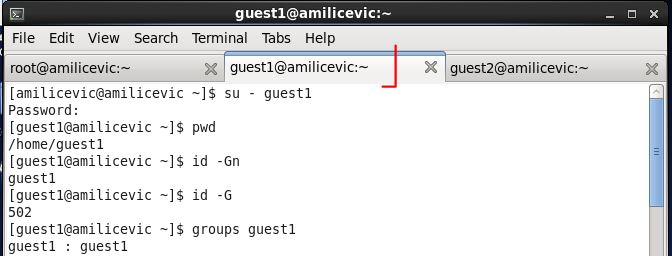 guest1@amilicevic:~
File Edit View Search Terminal Tabs Help
root@amilicevic:~ guest1@amilicevic:~ guest2@amilicevic:~
[amilicevic@amilicevic ~]$ su - guest1
Password:
[guest1@amilicevic ~]$ pwd
/home/guest1
[guest1@amilicevic ~]$ id -Gn
guest1
[guest1@amilicevic ~]$ id -G
502
[guest1@amilicevic ~]$ groups guest1
guest1 : guest1